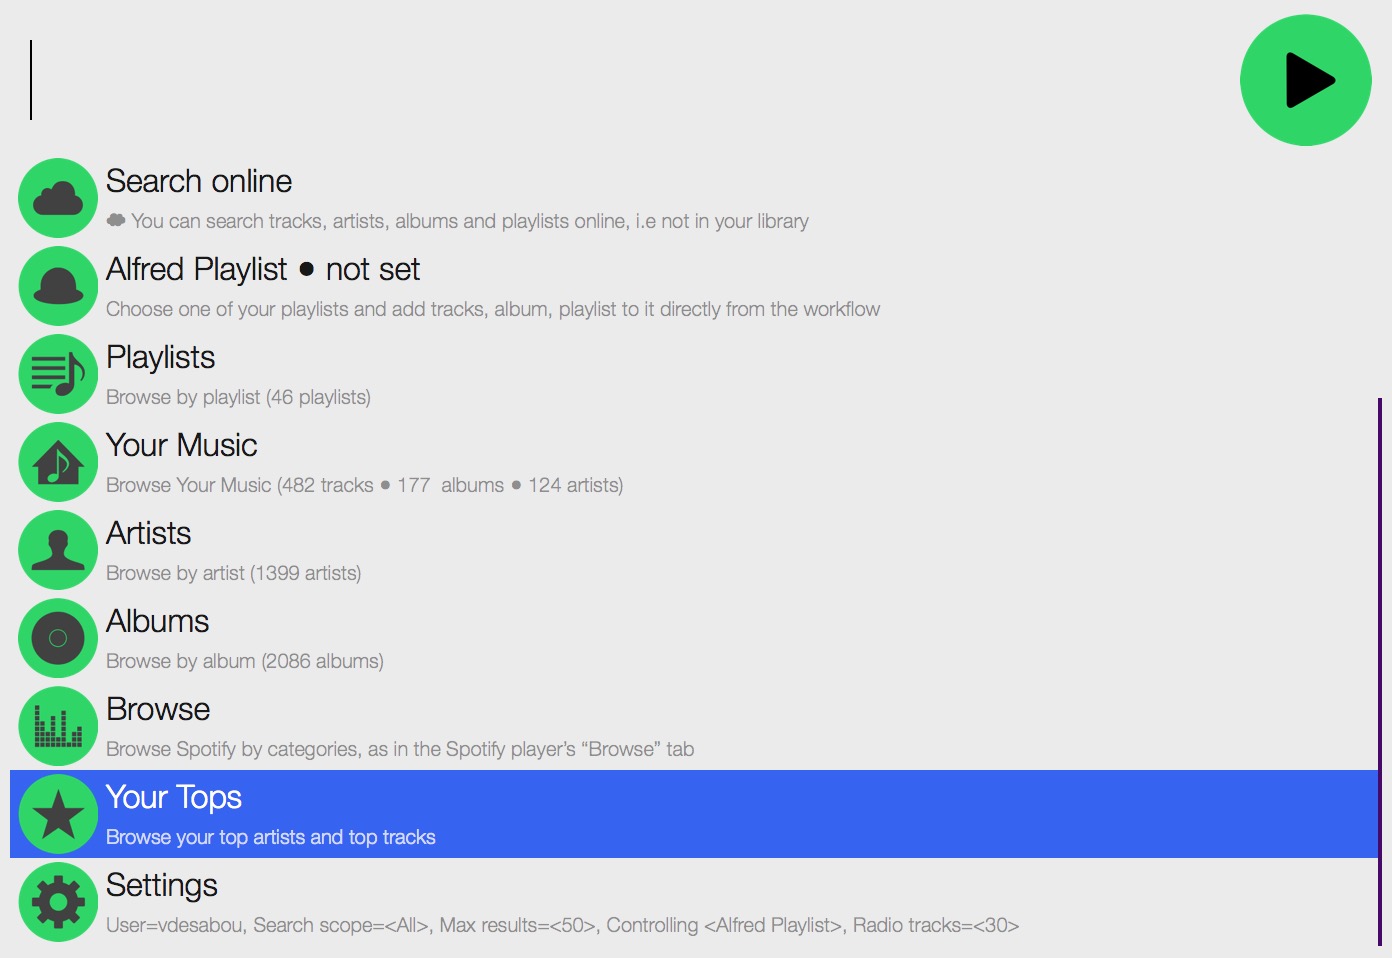 Search online
You can search tracks, artists, albums and playlists online, i.e not in your library
Alfred Playlist ● not set
Choose one of your playlists and add tracks, album, playlist to it directly from the workflow
Playlists
Browse by playlist (46 playlists)
Your Music
Browse Your Music (482 tracks ● 177  albums ● 124 artists)
Artists
Browse by artist (1399 artists)
Albums
Browse by album (2086 albums)
Browse
Browse Spotify by categories, as in the Spotify player’s “Browse” tab
Your Tops
Browse your top artists and top tracks
Settings
User=vdesabou, Search scope=<All>, Max results=<50>, Controlling <Alfred Playlist>, Radio tracks=<30>